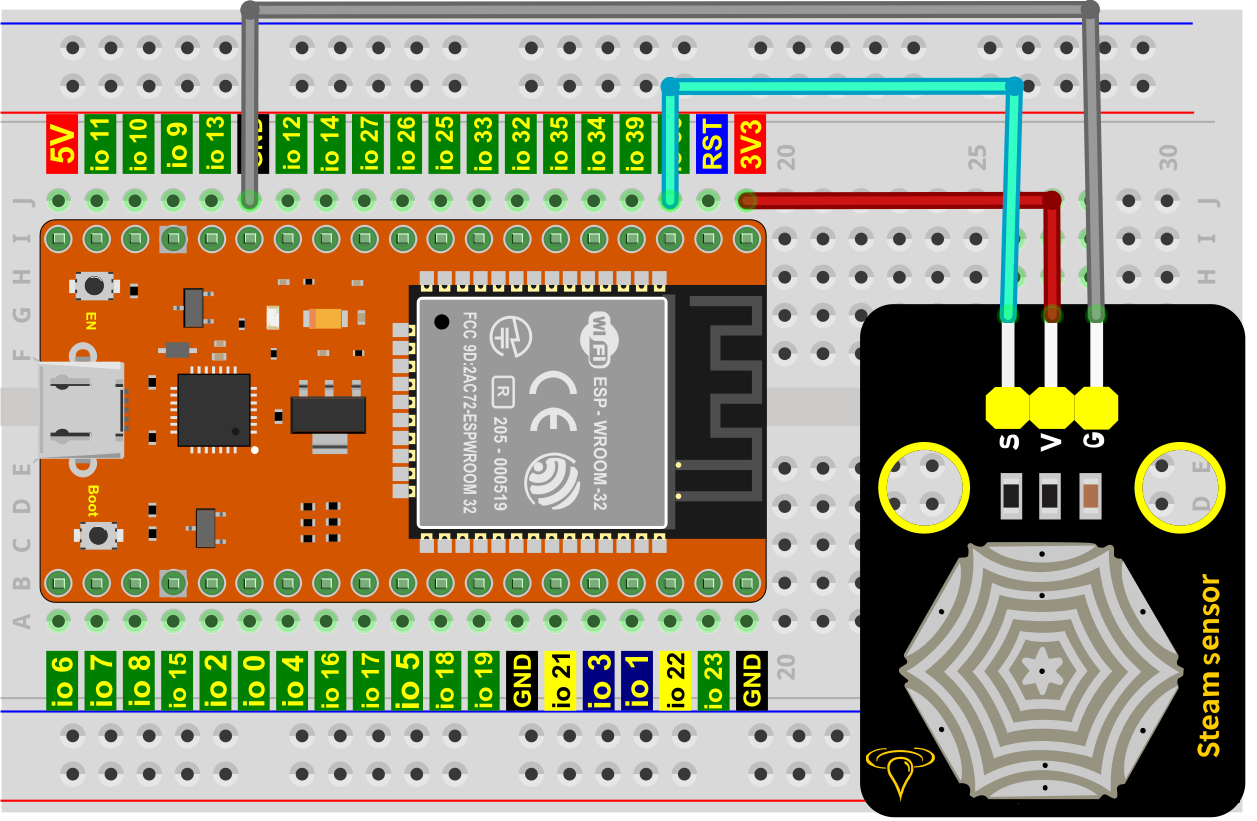 5V
io 11
io 10
io 9
io 13
GND
io 12
io 14
io 27
io 26
io 25
io 33
io 32
io 35
io 34
io 39
RST
3V3
20
25
30
J
J
I
I
H
H
G
F
E
D
C
B
A
EN
Boot
FCC 9D:2AC72-ESPWROOM 32
R
205 - 000519
CE
WiFi
ESP - WROOM -32
S
V
G
E
D
Steam sensor
io 6
io 7
io 8
io 15
io 2
io 0
io 4
io 16
io 17
io 5
io 18
io 19
GND
io 21
io 3
io 1
io 22
io 23
GND
20